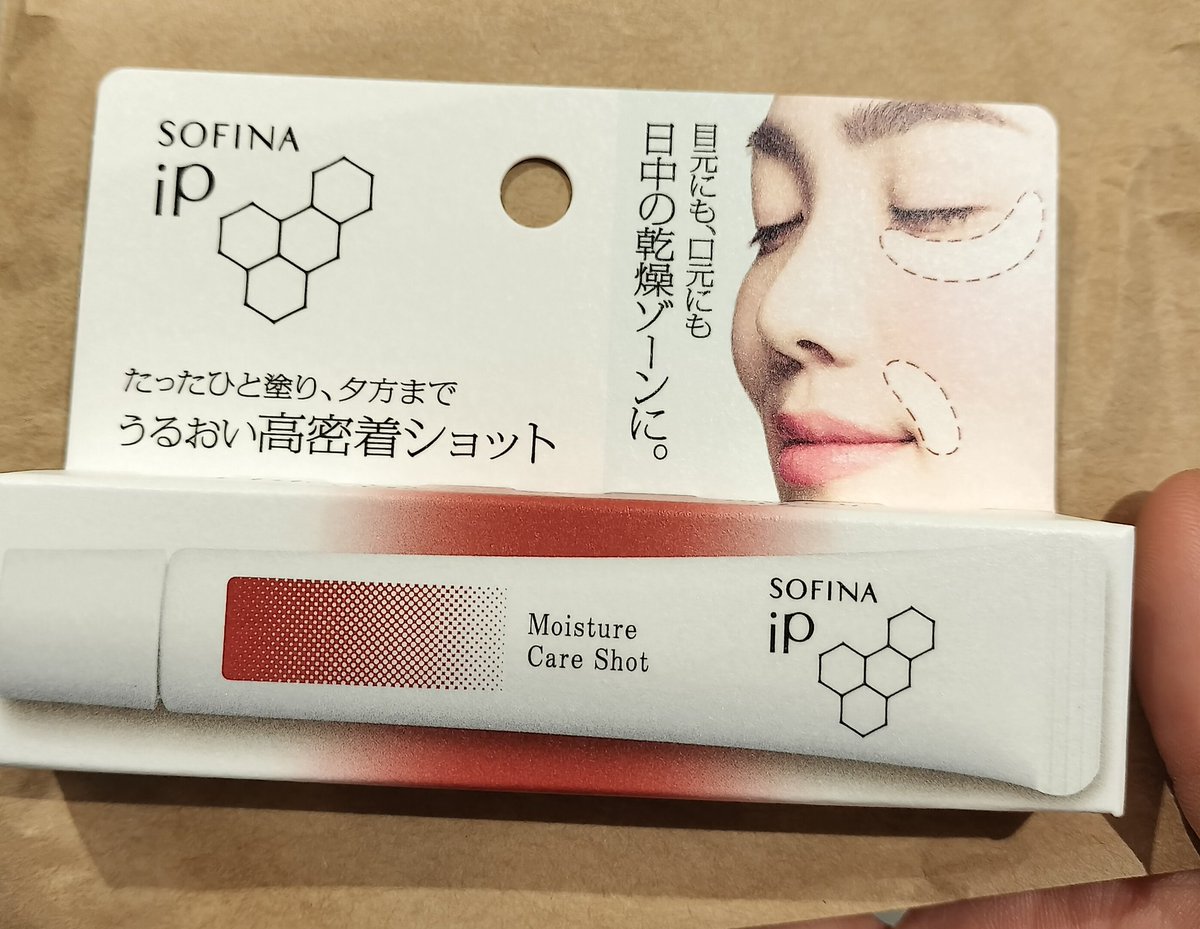 SOFINA
iP
たったひと塗り、夕方まで
うるおい高密着ショット
目元にも、口元にも
日中の乾燥ゾーンに。
Moisture
Care Shot
SOFINA
iP